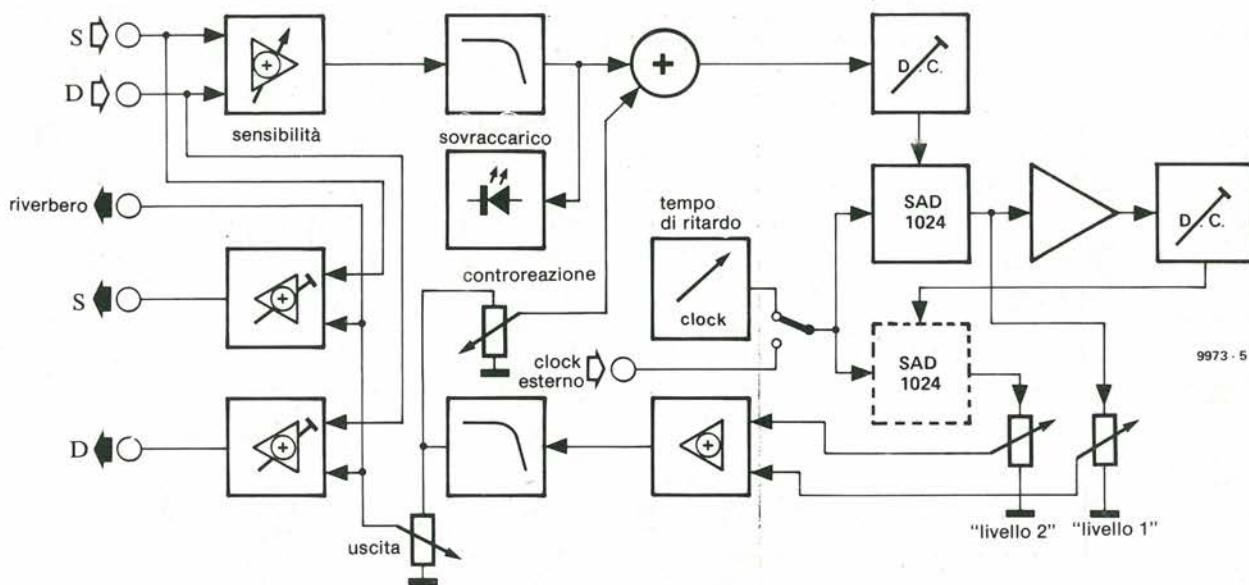 S
D
sensibilità
sovraccarico
D.C.
riverbero
tempo
di ritardo
SAD
1024
D.C.
controreazione
S
clock
clock
esterno
SAD
1024
9973 - 5
D
uscita
"livello 2"
"livello 1"